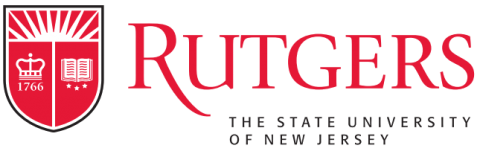 1766
RUTGERS
THE STATE UNIVERSITY
OF NEW JERSEY